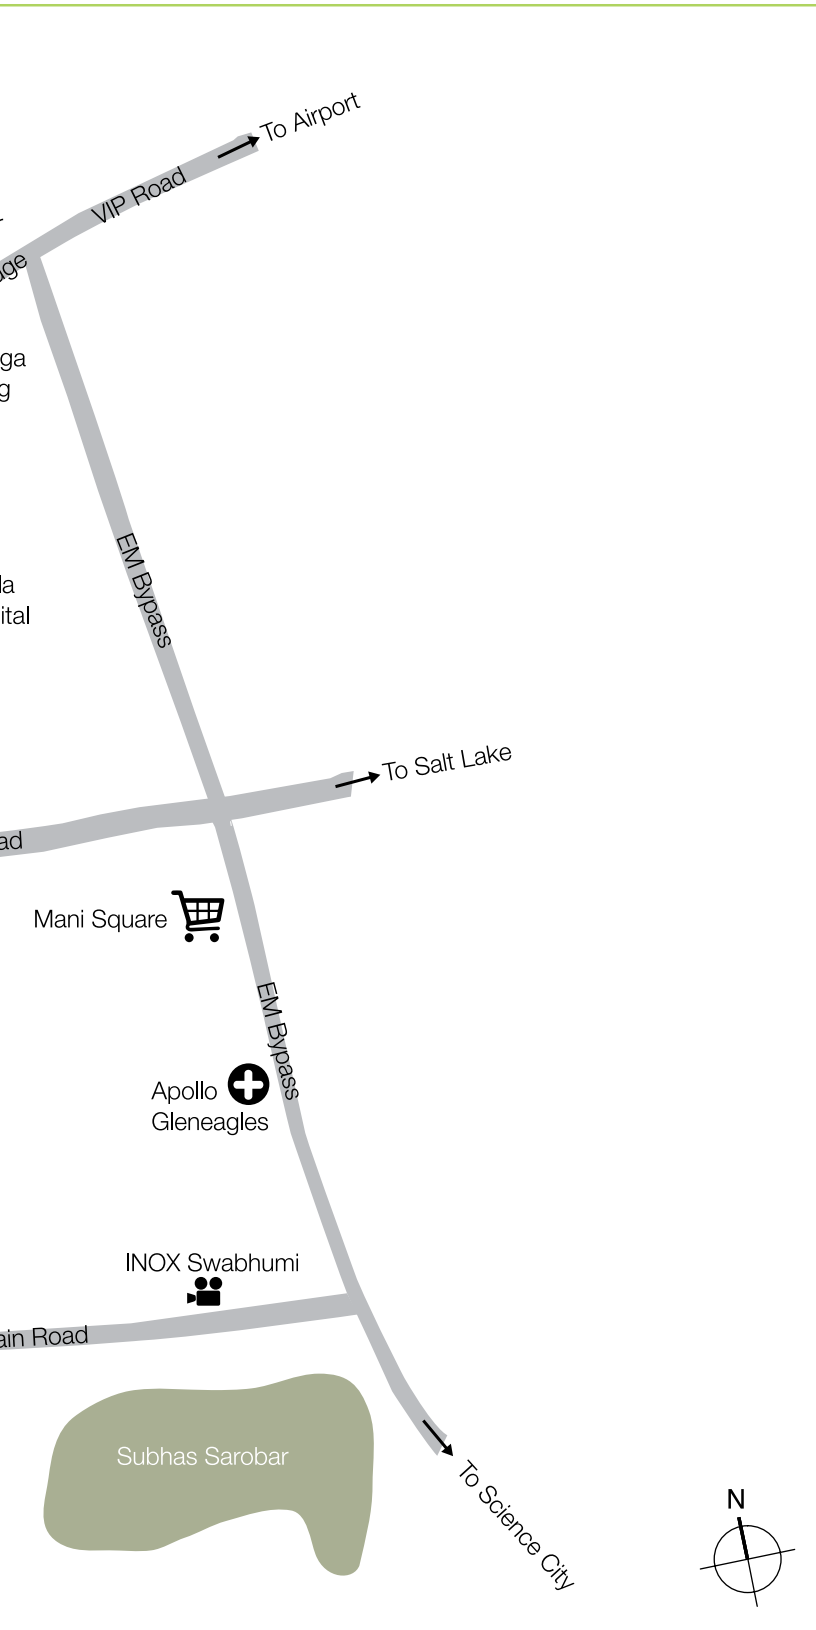 To Airport
VIP Road
EM Bypass
To Salt Lake
Mani Square
EM Bypass
Apollo
Gleneagles
INOX Swabhumi
Road
Subhas Sarobar
To Science City
N